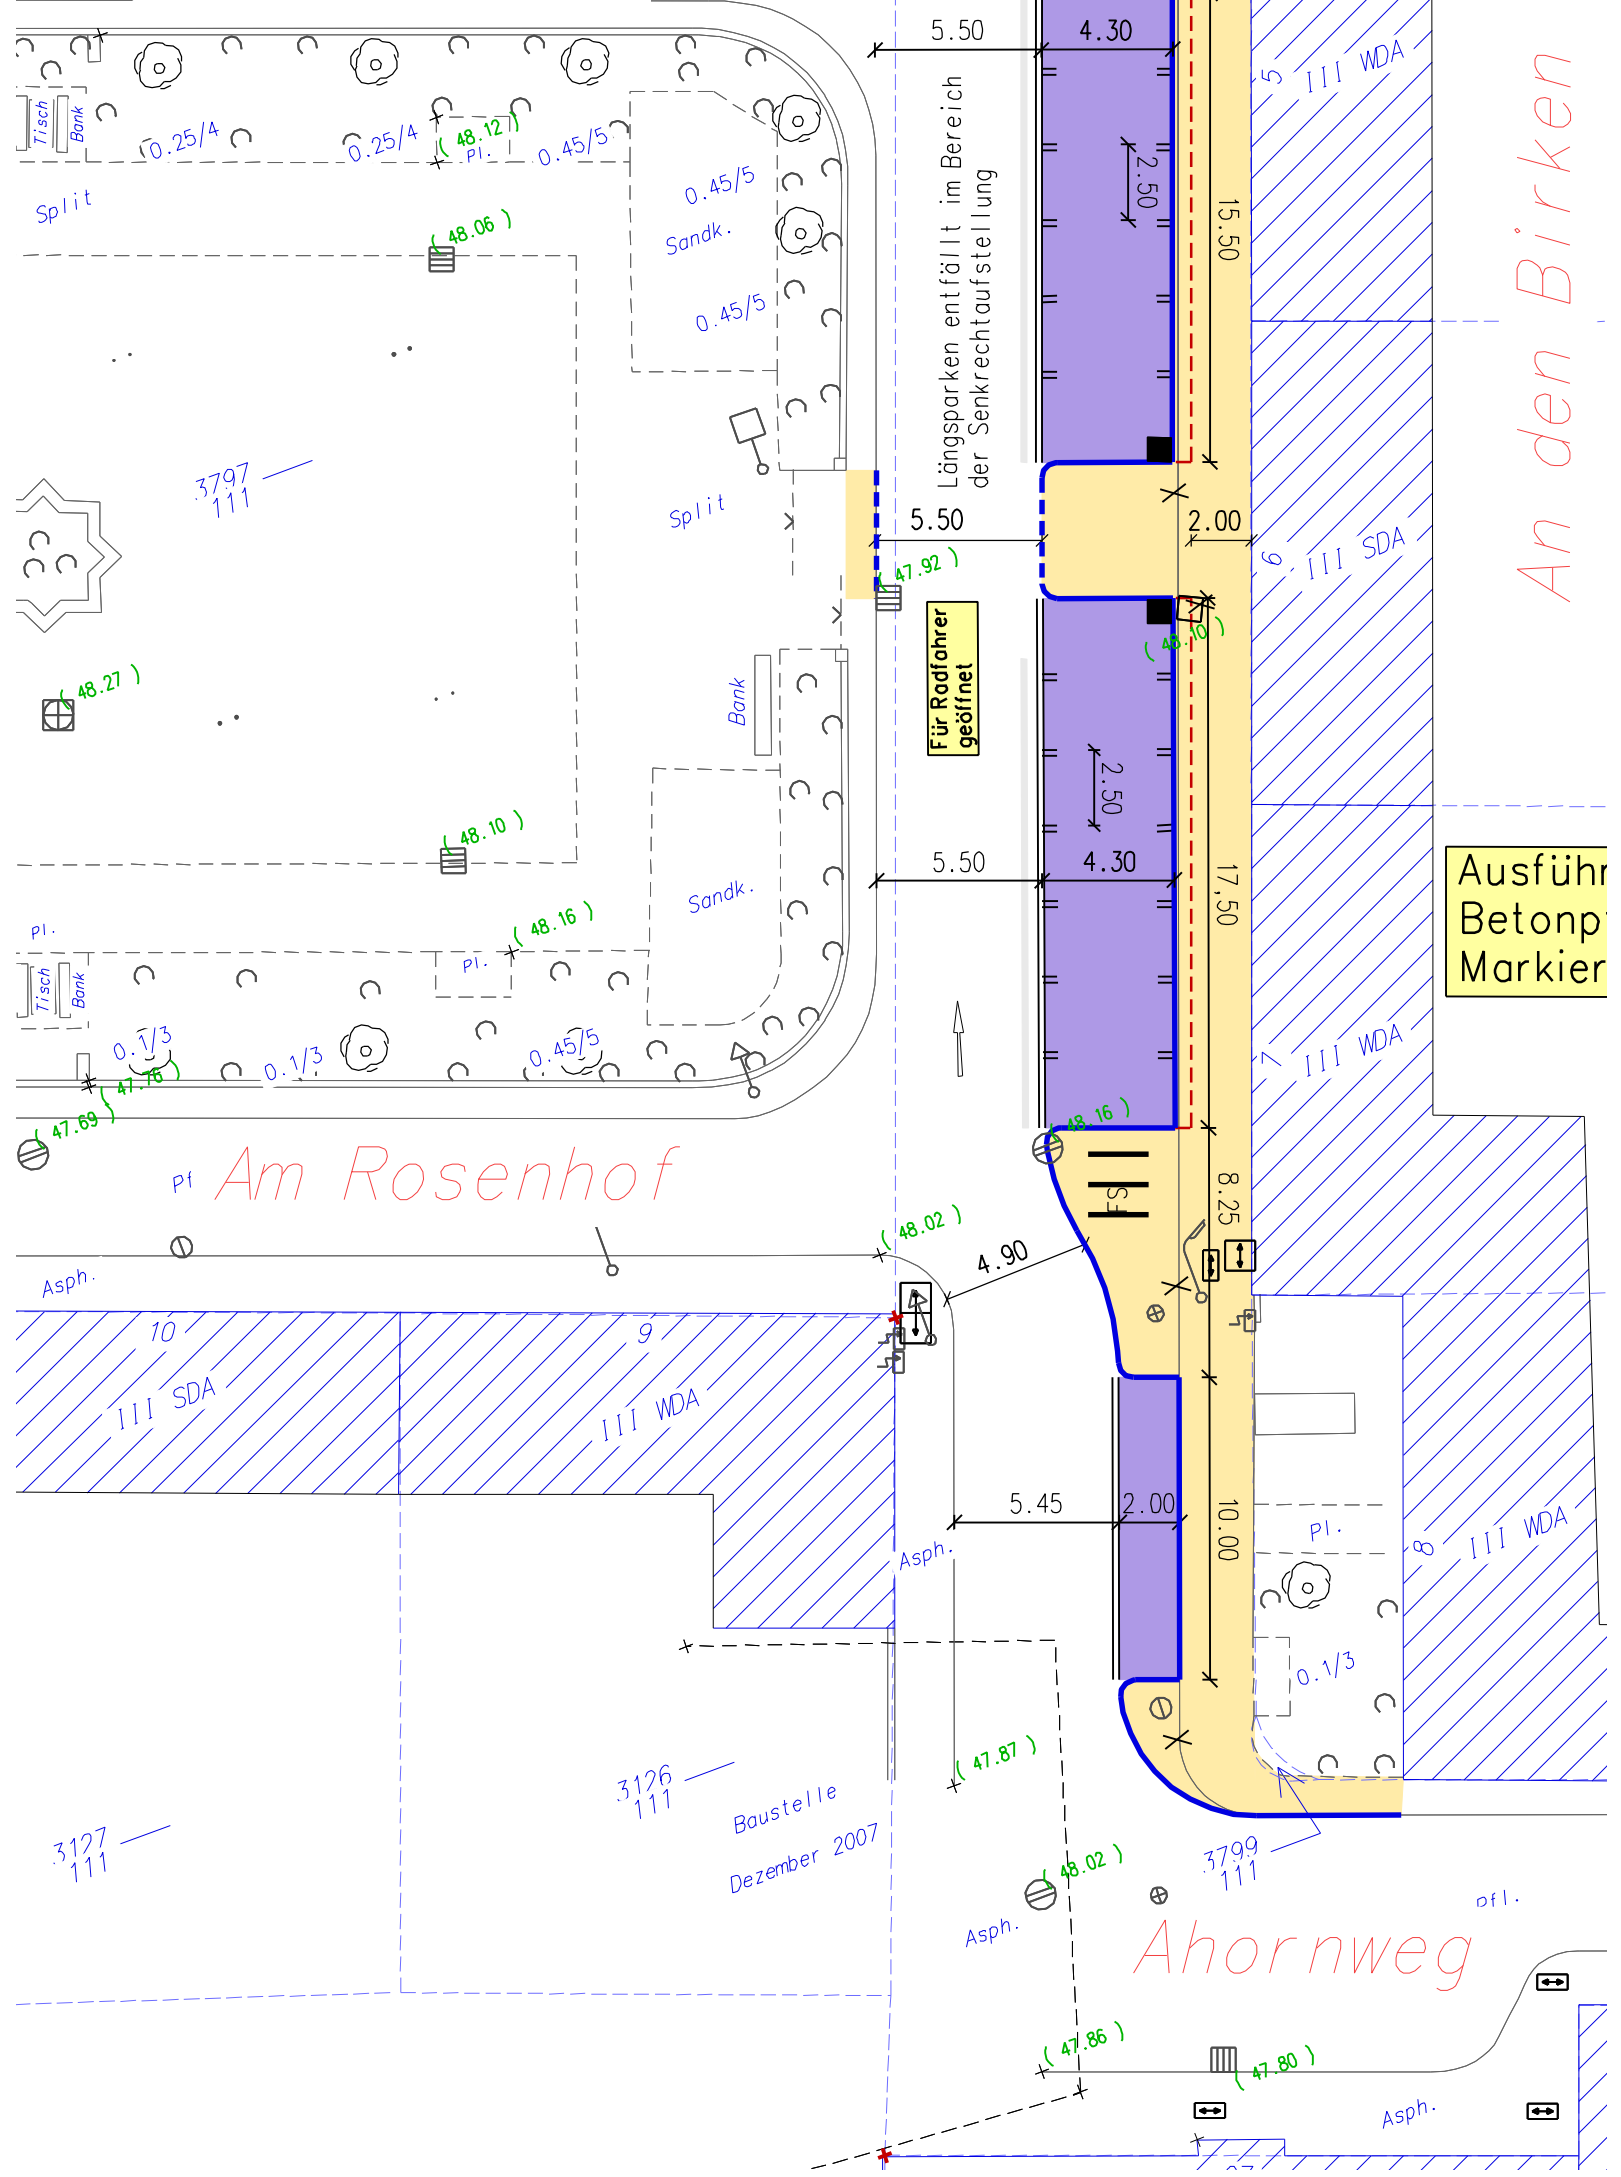 5.50
4.30
III WDA
5
Tisch
Bank
0.25/4
0.25/4
( 48.12 )
Pl.
0.45/5
0.45/5
Split
Sandk.
( 48.06 )
0.45/5
Längsparken entfällt im Bereich
der Senkrechtaufstellung
2.50
15.50
An den Birken
3797
111
Split
5.50
2.00
( 47.92 )
6
III SDA
Für Radfahrer
geöffnet
( 48.10 )
( 48.27 )
Bank
2.50
( 48.10 )
5.50
4.30
17,50
Sandk.
( 48.16 )
Pl.
Pl.
Tisch
Bank
0.1/3
0.1/3
0.45/5
( 47.76 )
( 47.69 )
7
III WDA
( 48.16 )
Am Rosenhof
Pf
SF
8.25
( 48.02 )
4.90
Asph.
10
9
III SDA
III WDA
5.45
2.00
10.00
Asph.
Pl.
8
III WDA
0.1/3
( 47.87 )
3126
111
Baustelle
Dezember 2007
3127
111
3799
111
( 48.02 )
Asph.
Pfl.
Ahornweg
( 47.86 )
( 47.80 )
Asph.